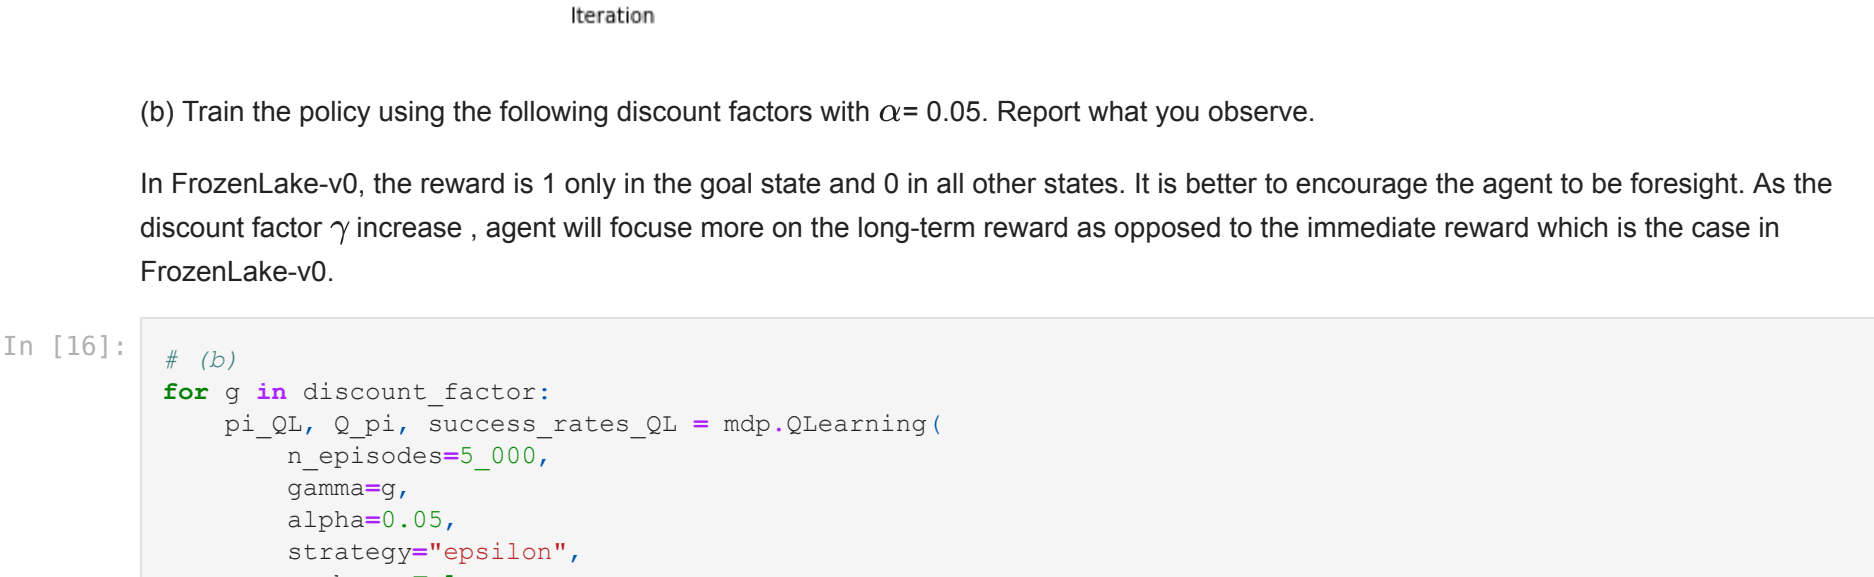 Iteration
(b) Train the policy using the following discount factors with α= 0.05. Report what you observe.
In FrozenLake-v0, the reward is 1 only in the goal state and 0 in all other states. It is better to encourage the agent to be foresight. As the
discount factor γ increase , agent will focuse more on the long-term reward as opposed to the immediate reward which is the case in
FrozenLake-v0.
In [16]:
# (b)
for g in discount_factor:
    pi_QL, Q_pi, success_rates_QL = mdp.QLearning(
        n_episodes=5_000,
        gamma=g,
        alpha=0.05,
        strategy="epsilon",